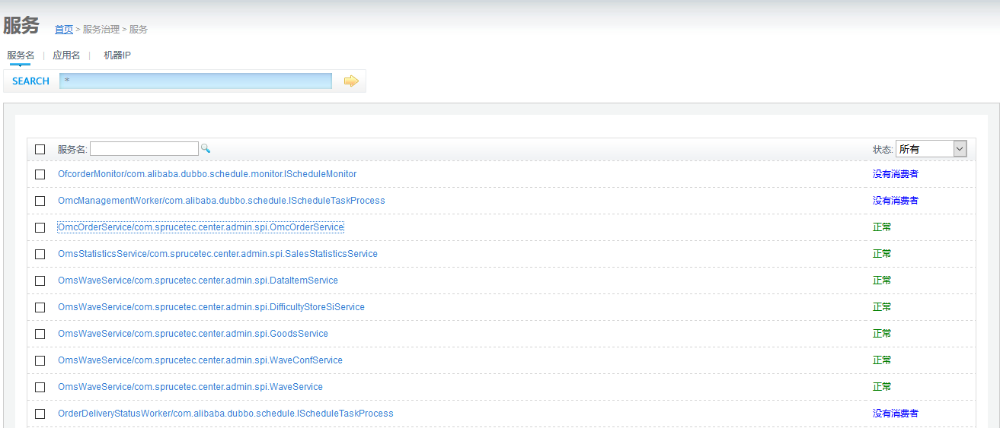 服务 首页 > 服务治理 > 服务
服务名 | 应用名 | 机器IP
SEARCH *
服务名: 状态: 所有
OfcorderMonitor/com.alibaba.dubbo.schedule.monitor.IScheduleMonitor 没有消费者
OmcManagementWorker/com.alibaba.dubbo.schedule.IScheduleTaskProcess 没有消费者
OmcOrderService/com.sprucetec.center.admin.spi.OmcOrderService 正常
OmsStatisticsService/com.sprucetec.center.admin.spi.SalesStatisticsService 正常
OmsWaveService/com.sprucetec.center.admin.spi.DataItemService 正常
OmsWaveService/com.sprucetec.center.admin.spi.DifficultyStoreSiService 正常
OmsWaveService/com.sprucetec.center.admin.spi.GoodsService 正常
OmsWaveService/com.sprucetec.center.admin.spi.WaveConfService 正常
OmsWaveService/com.sprucetec.center.admin.spi.WaveService 正常
OrderDeliveryStatusWorker/com.alibaba.dubbo.schedule.IScheduleTaskProcess 没有消费者